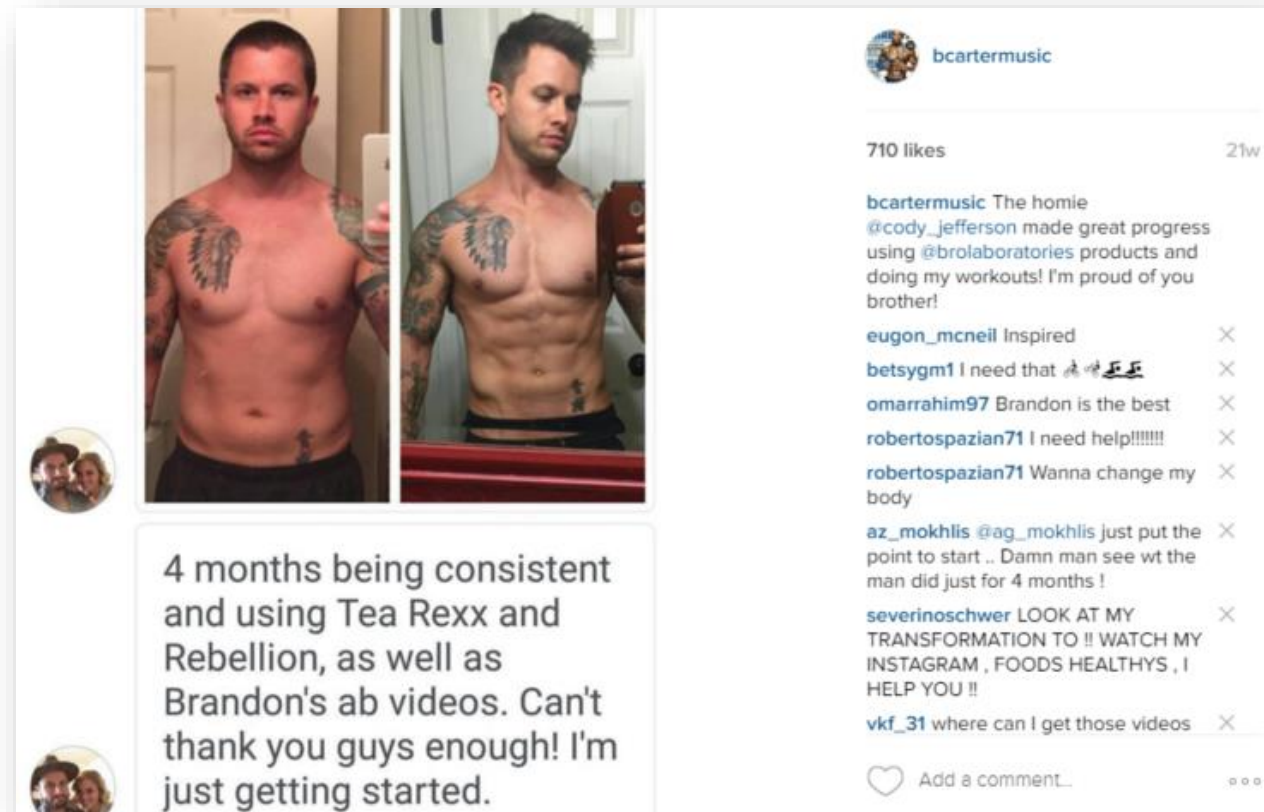 bcartermusic
710 likes 21w
bcartermusic The homie
@cody_jefferson made great progress
using @brolaboratories products and
doing my workouts! I'm proud of you
brother!
eugon_mcneil Inspired
betsygm1 I need that
omarrahim97 Brandon is the best
robertospazian71 I need help!!!!!!!
robertospazian71 Wanna change my
body
az_mokhlis @ag_mokhlis just put the
point to start .. Damn man see wt the
man did just for 4 months !
severinoschwer LOOK AT MY
TRANSFORMATION TO !! WATCH MY
INSTAGRAM , FOODS HEALTHYS , I
HELP YOU !!
vkf_31 where can I get those videos
Add a comment...
4 months being consistent
and using Tea Rexx and
Rebellion, as well as
Brandon's ab videos. Can't
thank you guys enough! I'm
just getting started.